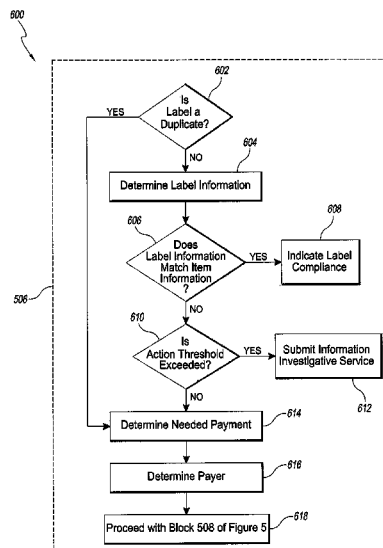 600
602
Is
Label a
Duplicate?
YES
NO
604
Determine Label Information
606
Does
Label Information
Match Item
Information
?
YES
608
Indicate Label
Compliance
506
NO
610
Is
Action Threshold
Exceeded?
YES
Submit Information
Investigative Service
612
NO
Determine Needed Payment
614
Determine Payer
616
Proceed with Block 508 of Figure 5
618